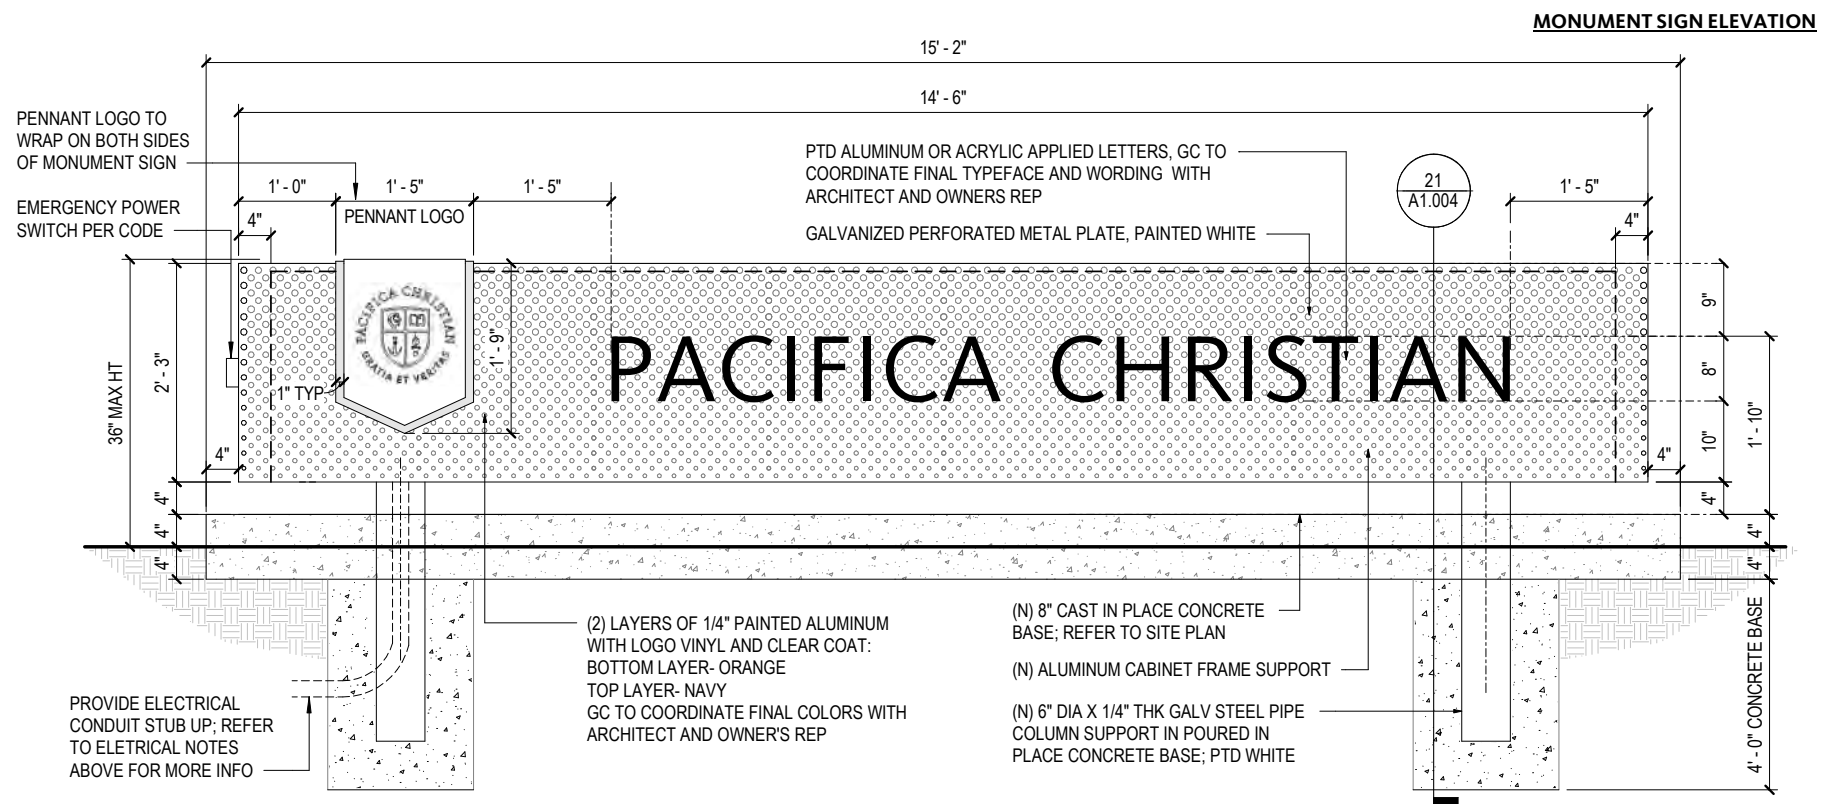 MONUMENT SIGN ELEVATION
15' - 2"
14' - 6"
PENNANT LOGO TO
WRAP ON BOTH SIDES
OF MONUMENT SIGN
EMERGENCY POWER
SWITCH PER CODE
1' - 0"
1' - 5"
1' - 5"
4"
PENNANT LOGO
PTD ALUMINUM OR ACRYLIC APPLIED LETTERS, GC TO
COORDINATE FINAL TYPEFACE AND WORDING WITH
ARCHITECT AND OWNERS REP
GALVANIZED PERFORATED METAL PLATE, PAINTED WHITE
21
A1.004
1' - 5"
4"
36" MAX HT
2' - 3"
4"
4"
4"
4"
1" TYP
PACIFICA CHRISTIAN
GRATIA ET VERITAS
1' - 9"
PACIFICA CHRISTIAN
9"
8"
10"
4"
1' - 10"
4"
4"
4"
4' - 0" CONCRETE BASE
(2) LAYERS OF 1/4" PAINTED ALUMINUM
WITH LOGO VINYL AND CLEAR COAT:
BOTTOM LAYER- ORANGE
TOP LAYER- NAVY
GC TO COORDINATE FINAL COLORS WITH
ARCHITECT AND OWNER'S REP
(N) 8" CAST IN PLACE CONCRETE
BASE; REFER TO SITE PLAN
(N) ALUMINUM CABINET FRAME SUPPORT
(N) 6" DIA X 1/4" THK GALV STEEL PIPE
COLUMN SUPPORT IN POURED IN
PLACE CONCRETE BASE; PTD WHITE
PROVIDE ELECTRICAL
CONDUIT STUB UP; REFER
TO ELETRICAL NOTES
ABOVE FOR MORE INFO